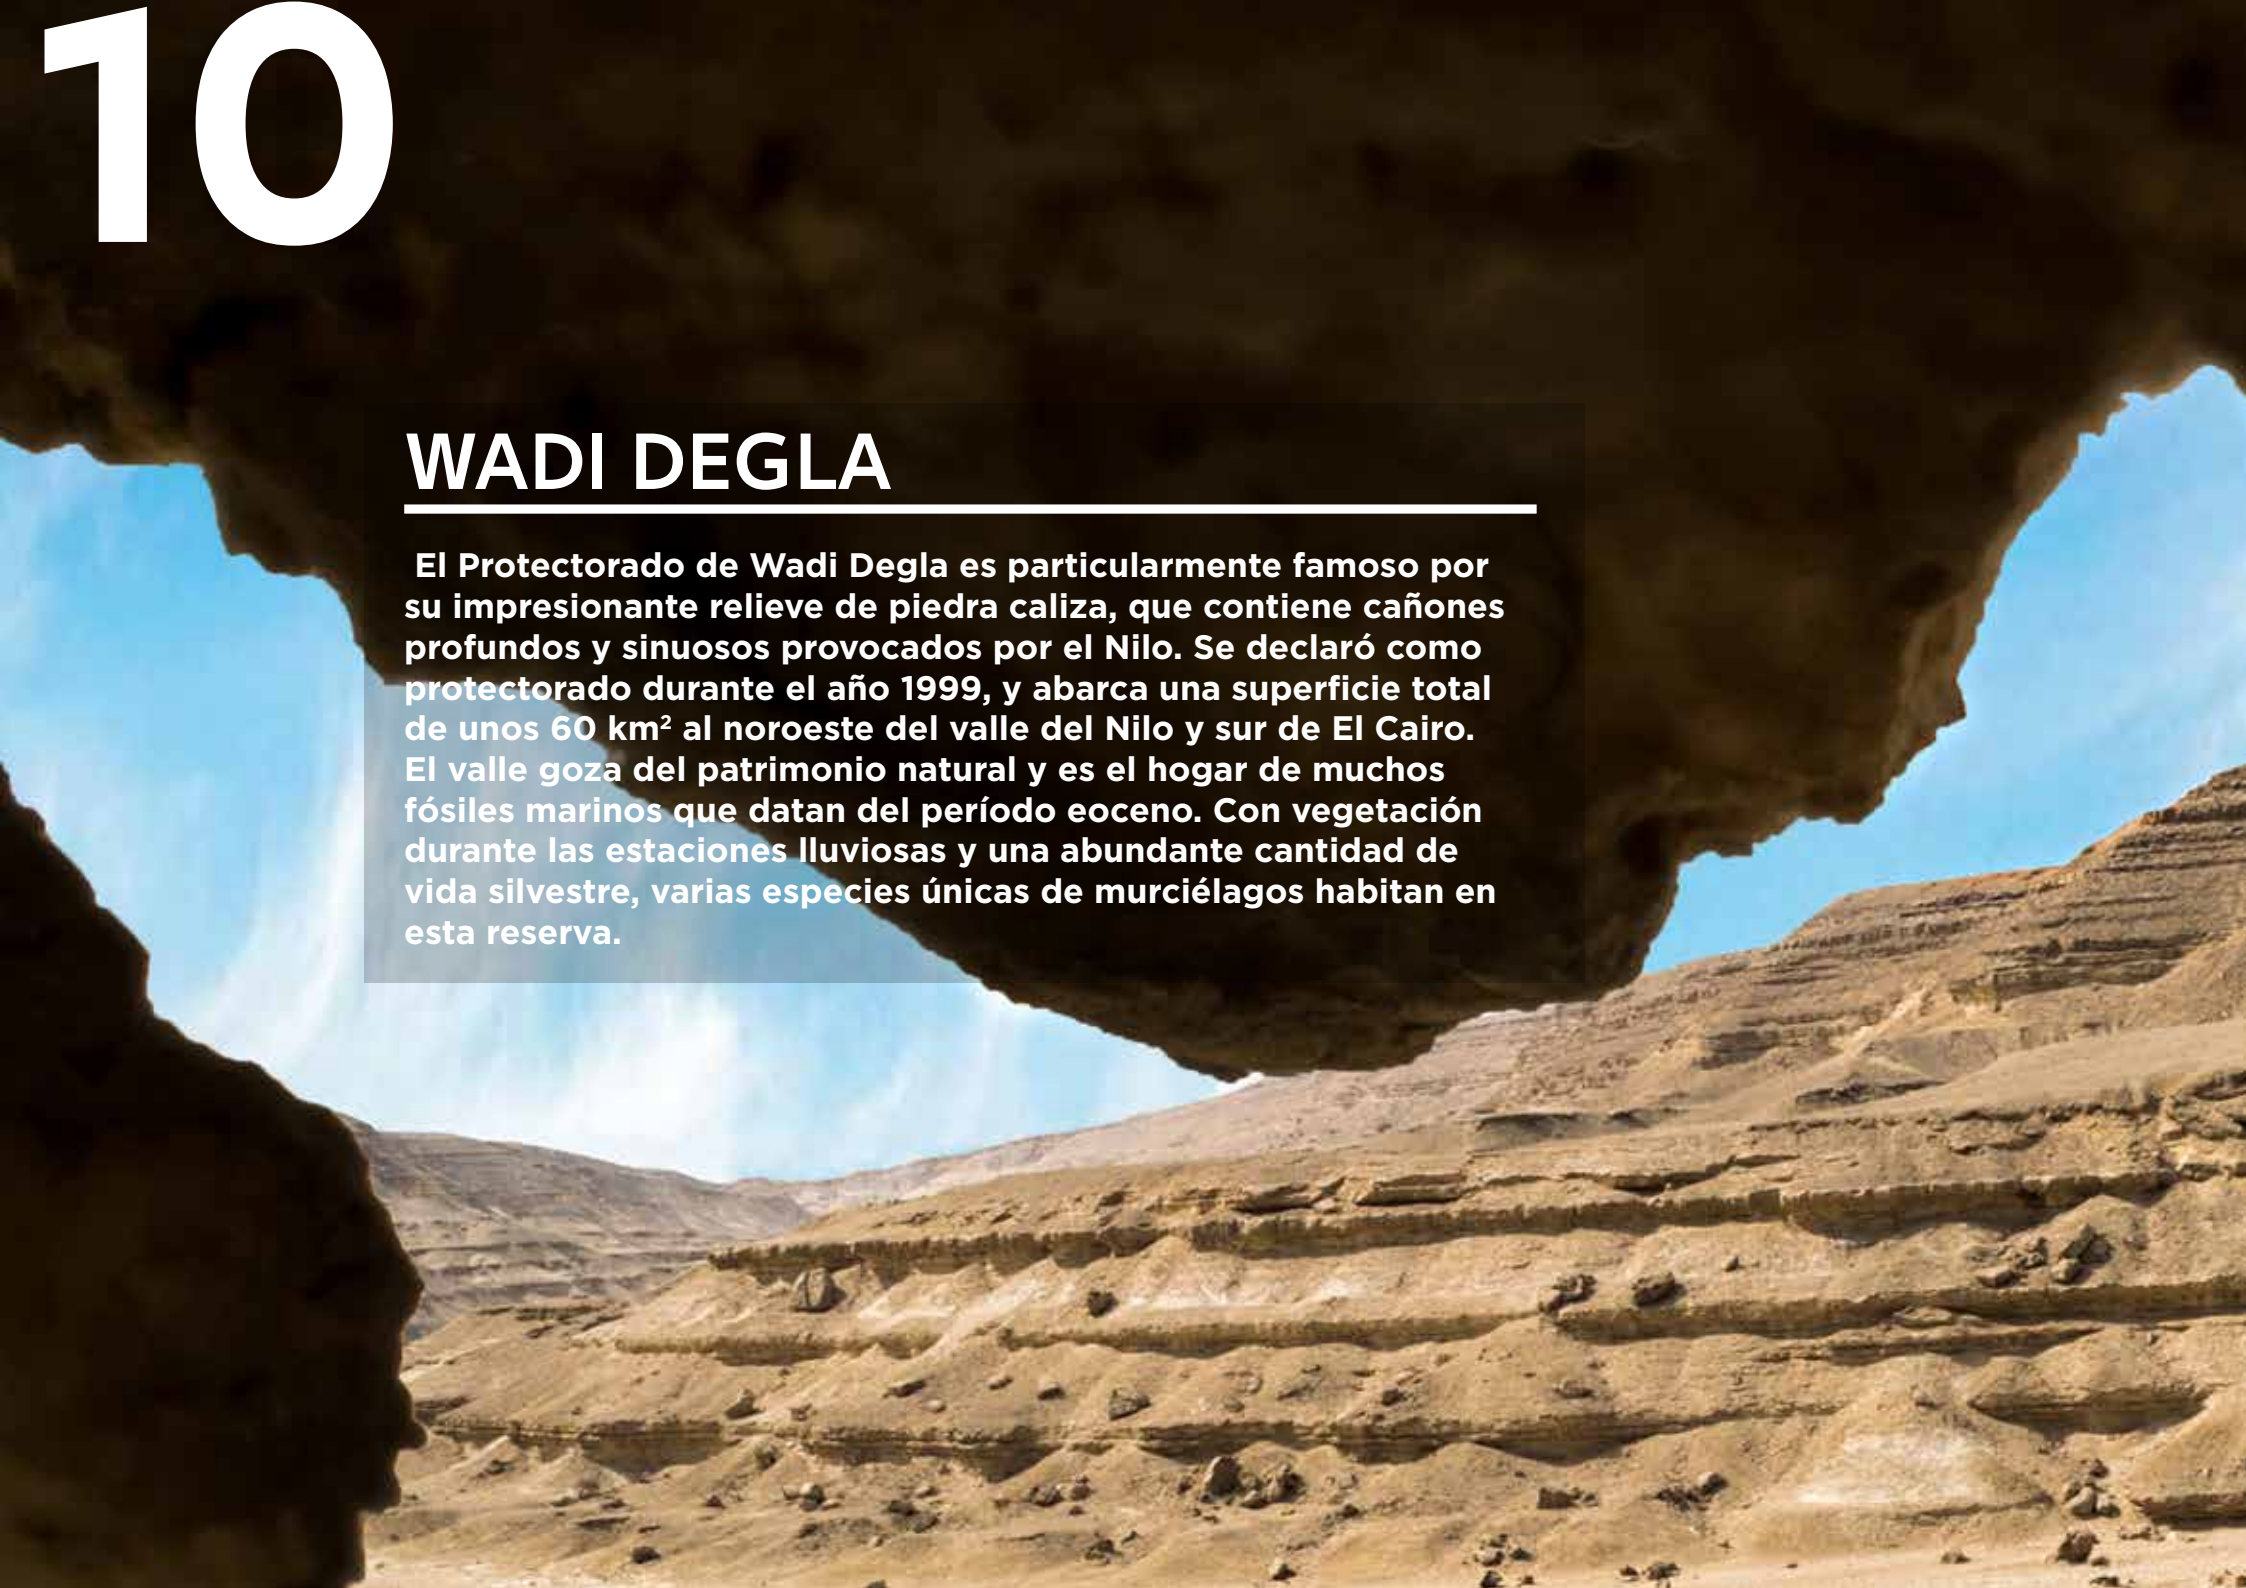 10
WADI DEGLA
El Protectorado de Wadi Degla es particularmente famoso por
su impresionante relieve de piedra caliza, que contiene cañones
profundos y sinuosos provocados por el Nilo. Se declaró como
protectorado durante el año 1999, y abarca una superficie total
de unos 60 km² al noroeste del valle del Nilo y sur de El Cairo.
El valle goza del patrimonio natural y es el hogar de muchos
fósiles marinos que datan del período eoceno. Con vegetación
durante las estaciones lluviosas y una abundante cantidad de
vida silvestre, varias especies únicas de murciélagos habitan en
esta reserva.